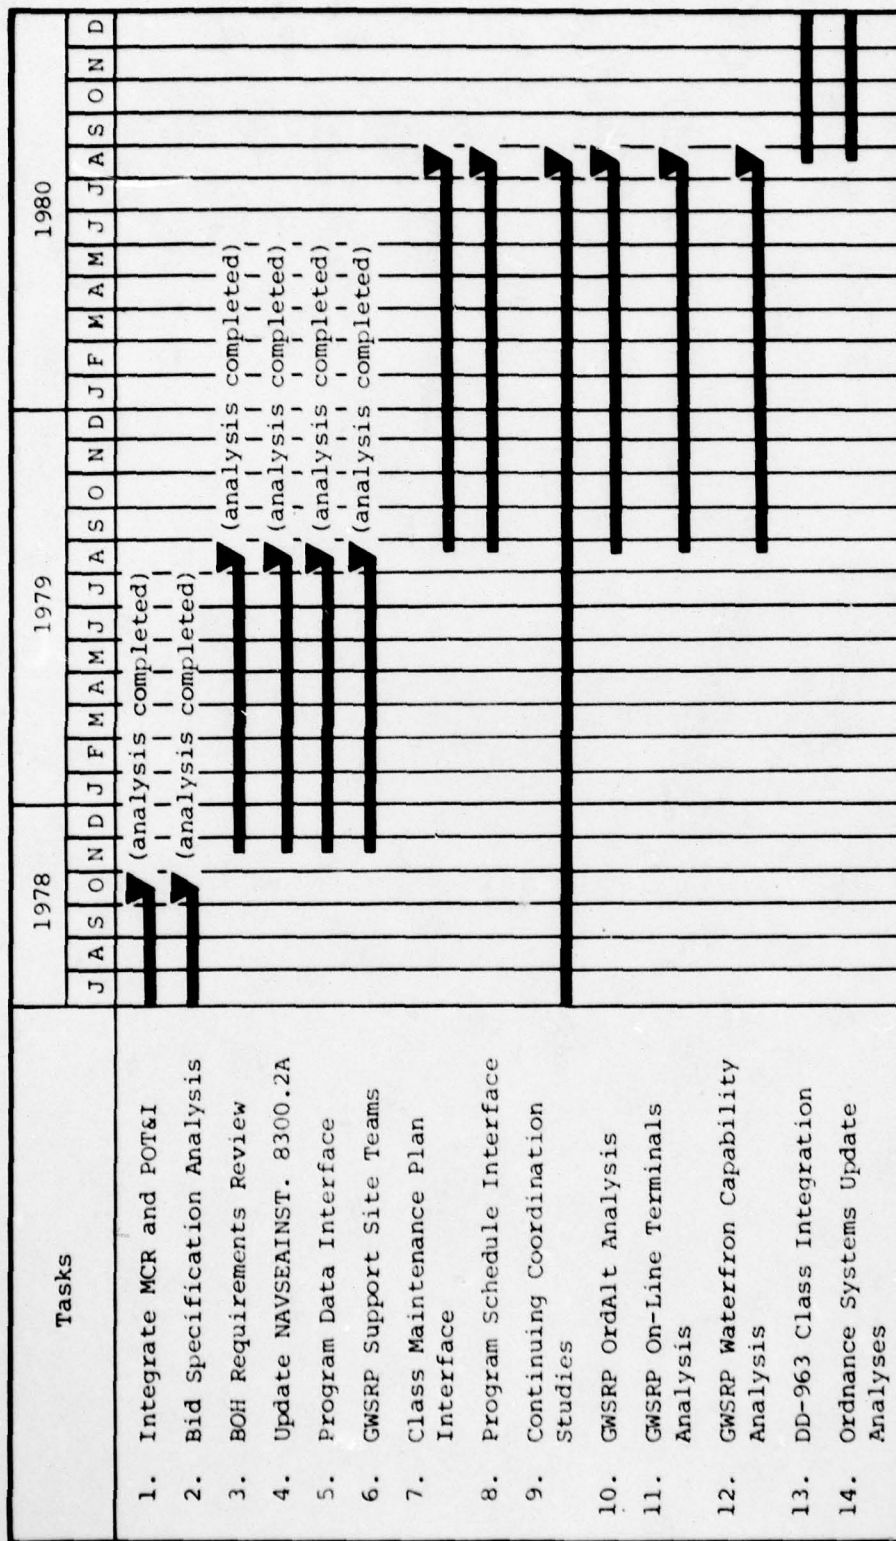 Tasks
1978
1979
1980
J A S O N D J F M A M J J A S O N D J F M A M J J A S O N D
1. Integrate MCR and POT&I
(analysis completed)
2. Bid Specification Analysis
(analysis completed)
3. BOH Requirements Review
(analysis completed)
4. Update NAVSEAINST. 8300.2A
(analysis completed)
5. Program Data Interface
(analysis completed)
6. GWSRP Support Site Teams
(analysis completed)
7. Class Maintenance Plan
Interface
8. Program Schedule Interface
9. Continuing Coordination
Studies
10. GWSRP OrdAlt Analysis
11. GWSRP On-Line Terminals
Analysis
12. GWSRP Waterfron Capability
Analysis
13. DD-963 Class Integration
14. Ordnance Systems Update
Analyses